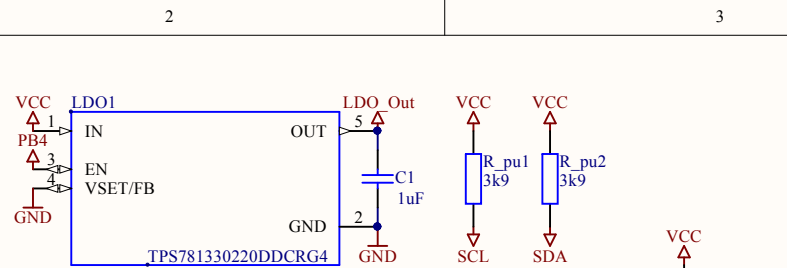 2 3
VCC LDO1 LDO_Out VCC VCC
1 IN OUT 5
PB4
3 EN
4 VSET/FB
C1
1uF
R_pu1
3k9
R_pu2
3k9
GND GND 2
TPS781330220DDCRG4 GND SCL SDA
VCC